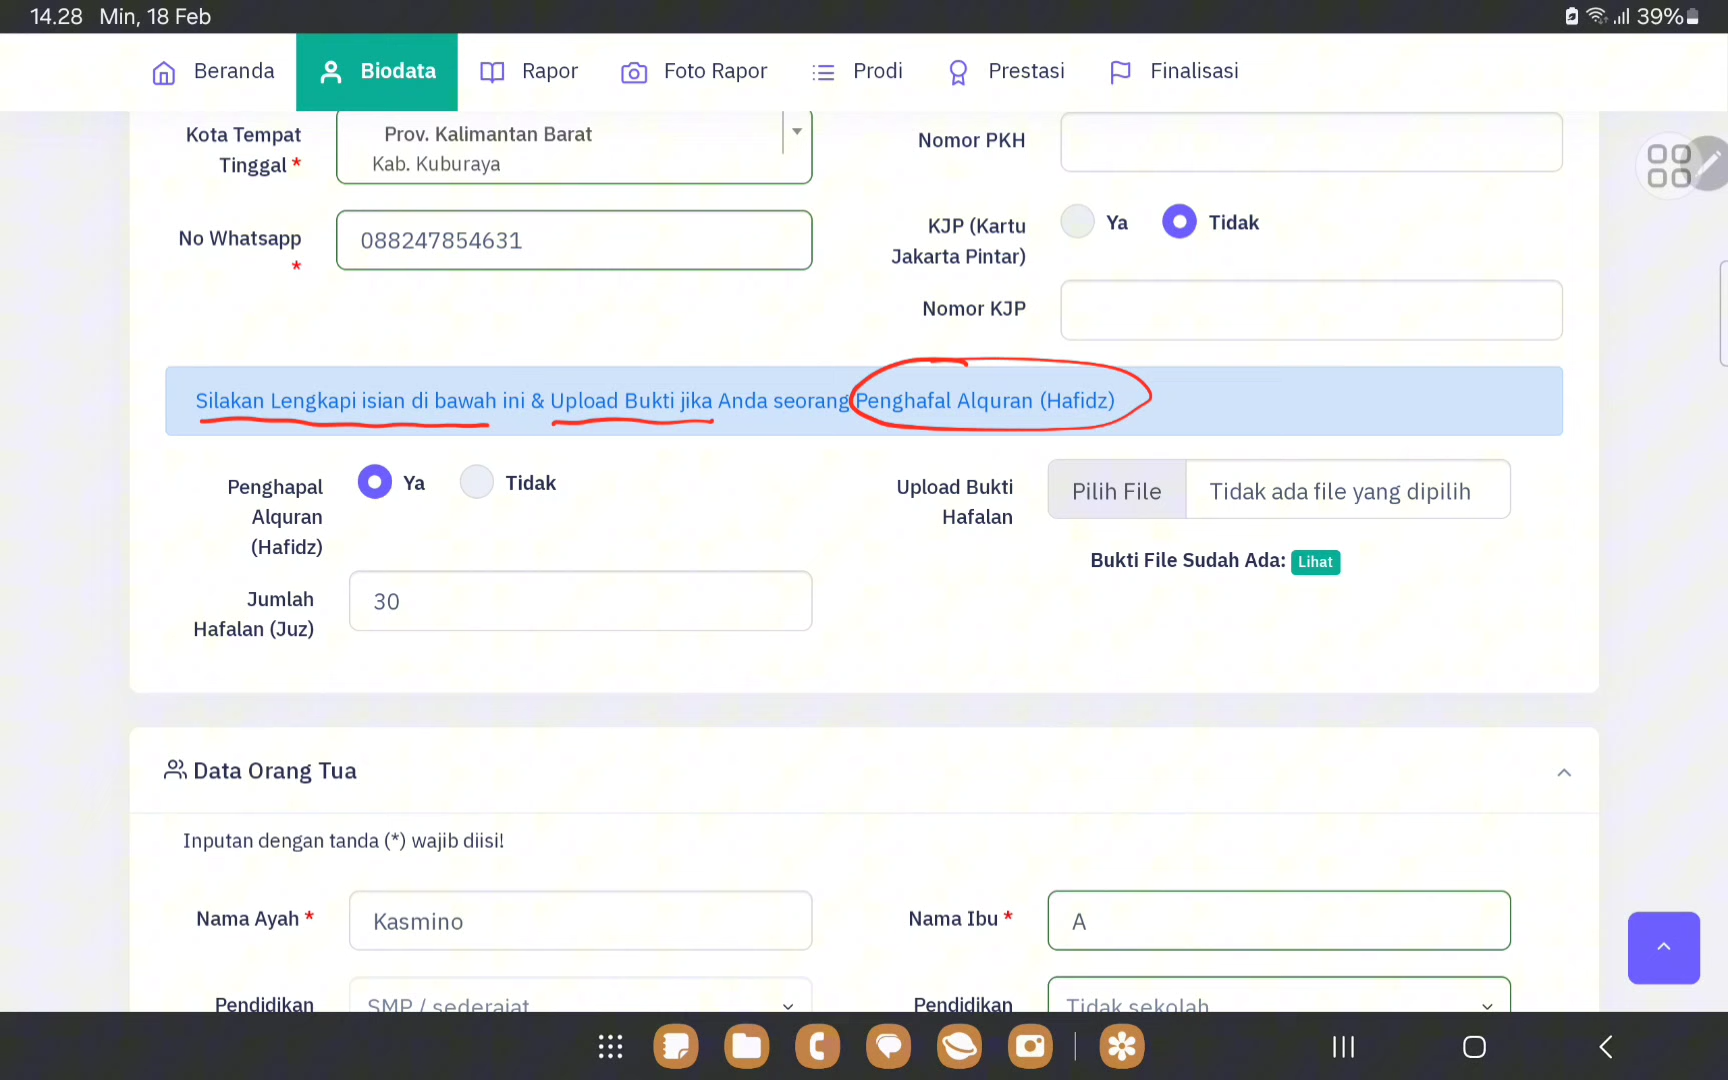 14.28 Min, 18 Feb
39%
Beranda
Biodata
Rapor
Foto Rapor
Prodi
Prestasi
Finalisasi
Kota Tempat
Tinggal *
Prov. Kalimantan Barat
Kab. Kuburaya
Nomor PKH
No Whatsapp
*
088247854631
KJP (Kartu
Jakarta Pintar)
Ya
Tidak
Nomor KJP
Silakan Lengkapi isian di bawah ini & Upload Bukti jika Anda seorang Penghafal Alquran (Hafidz)
Penghapal
Alquran
(Hafidz)
Ya
Tidak
Upload Bukti
Hafalan
Pilih File
Tidak ada file yang dipilih
Bukti File Sudah Ada: Lihat
Jumlah
Hafalan (Juz)
30
Data Orang Tua
Inputan dengan tanda (*) wajib diisi!
Nama Ayah *
Kasmino
Nama Ibu *
A
Pendidikan
SMP / sederajat
Pendidikan
Tidak sekolah